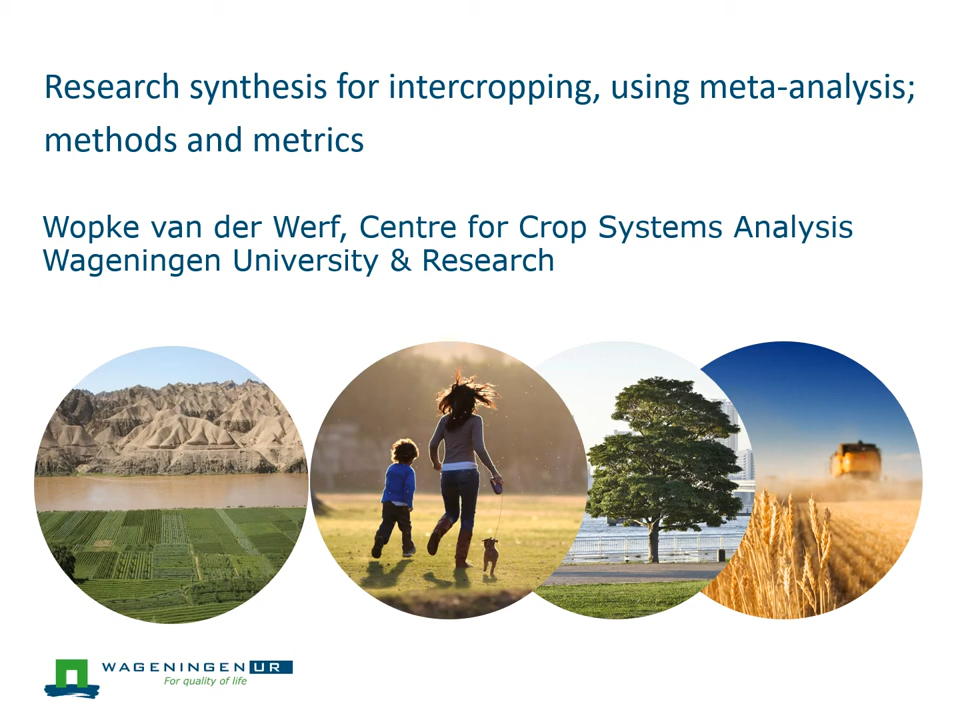 Research synthesis for intercropping, using meta-analysis;
methods and metrics
Wopke van der Werf, Centre for Crop Systems Analysis
Wageningen University & Research
WAGENINGEN UR
For quality of life